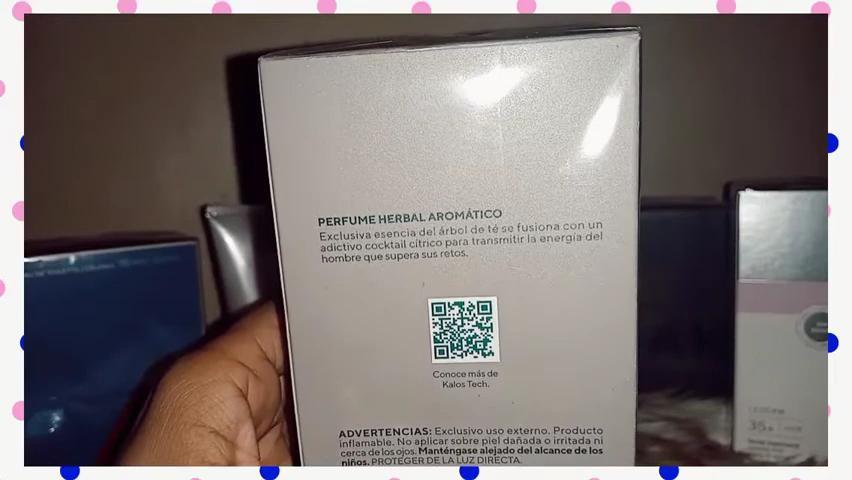 PERFUME HERBAL AROMÁTICO
Exclusiva esencia del árbol de té se fusiona con un
adictivo cocktail cítrico para transmitir la energía del
hombre que supera sus retos.
Conoce más de
Kalos Tech.
ADVERTENCIAS: Exclusivo uso externo. Producto
inflamable. No aplicar sobre piel dañada o irritada ni
cerca de los ojos. Manténgase alejado del alcance de los
niños. PROTEGER DE LA LUZ DIRECTA.
35+